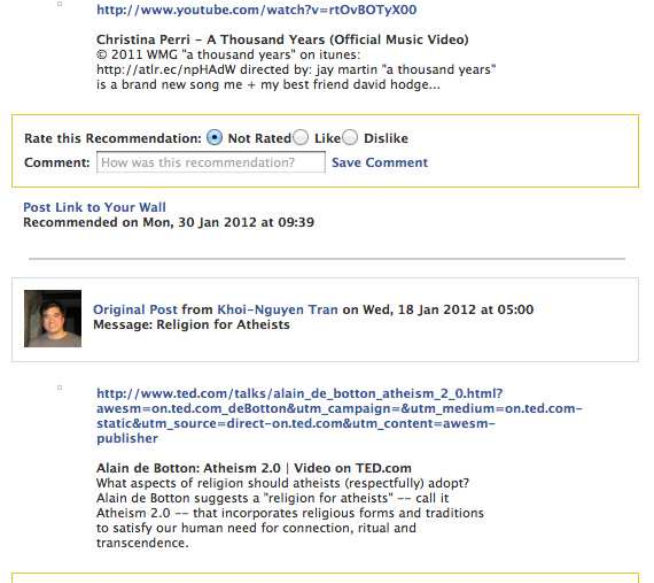 http://www.youtube.com/watch?v=rtOvBOTyX00
Christina Perri - A Thousand Years (Official Music Video)
© 2011 WMG "a thousand years" on itunes:
http://atlr.ec/npHAdW directed by: jay martin "a thousand years"
is a brand new song me + my best friend david hodge...
Rate this Recommendation: Not Rated Like Dislike
Comment: How was this recommendation? Save Comment
Post Link to Your Wall
Recommended on Mon, 30 Jan 2012 at 09:39
Original Post from Khoi-Nguyen Tran on Wed, 18 Jan 2012 at 05:00
Message: Religion for Atheists
http://www.ted.com/talks/alain_de_botton_atheism_2_0.html?
awesm=on.ted.com_deBotton&utm_campaign=&utm_medium=on.ted.com-
static&utm_source=direct-on.ted.com&utm_content=awesm-
publisher
Alain de Botton: Atheism 2.0 | Video on TED.com
What aspects of religion should atheists (respectfully) adopt?
Alain de Botton suggests a "religion for atheists" -- call it
Atheism 2.0 -- that incorporates religious forms and traditions
to satisfy our human need for connection, ritual and
transcendence.